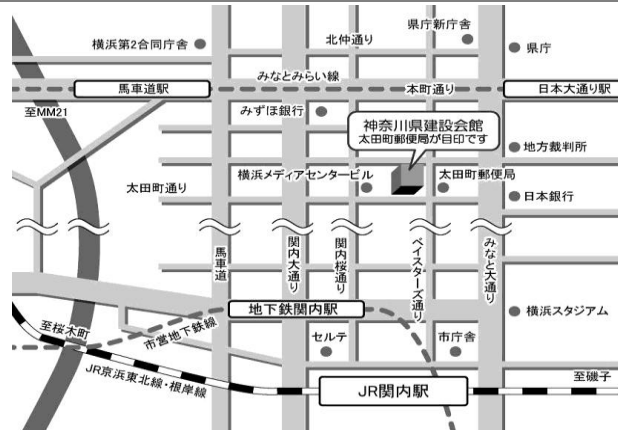 北仲通り
県庁新庁舎
横浜第2合同庁舎
県庁
みなとみらい線
馬車道駅
本町通り
日本大通り駅
至MM21
みずほ銀行
神奈川県建設会館
太田町郵便局が目印です
地方裁判所
太田町通り
横浜メディアセンタービル
太田町郵便局
日本銀行
馬車道
関内大通り
関内桜通り
ベイスターズ通り
みなと大通り
地下鉄関内駅
横浜スタジアム
至桜木町
市営地下鉄線
セルテ
市庁舎
JR京浜東北線・根岸線
JR関内駅
至磯子